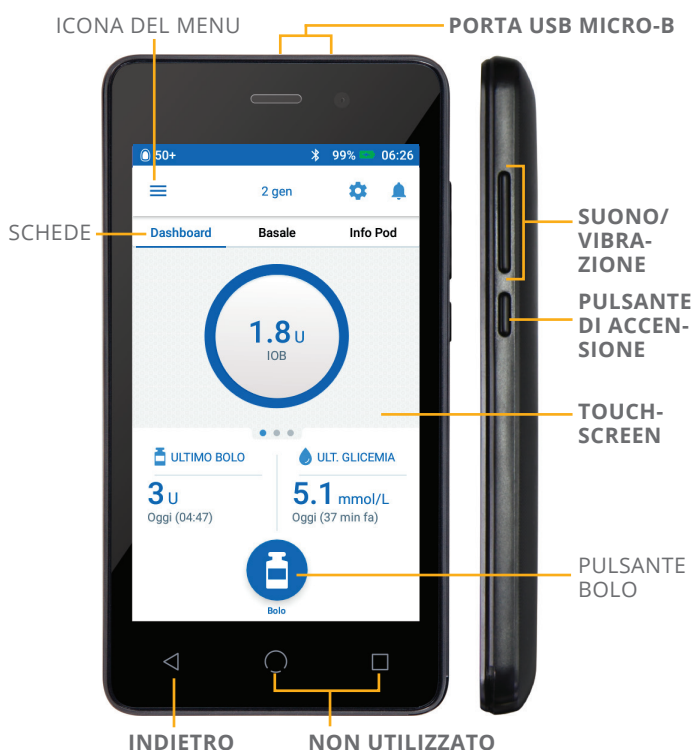 ICONA DEL MENU
PORTA USB MICRO-B
50+
99%
06:26
2 gen
SCHEDE
Dashboard
Basale
Info Pod
SUONO/
VIBRA-
ZIONE
PULSANTE
DI ACCEN-
SIONE
1.8 U
IOB
TOUCH-
SCREEN
ULTIMO BOLO
ULT. GLICEMIA
3 U
5.1 mmol/L
Oggi (04:47)
Oggi (37 min fa)
PULSANTE
BOLO
Bolo
INDIETRO
NON UTILIZZATO